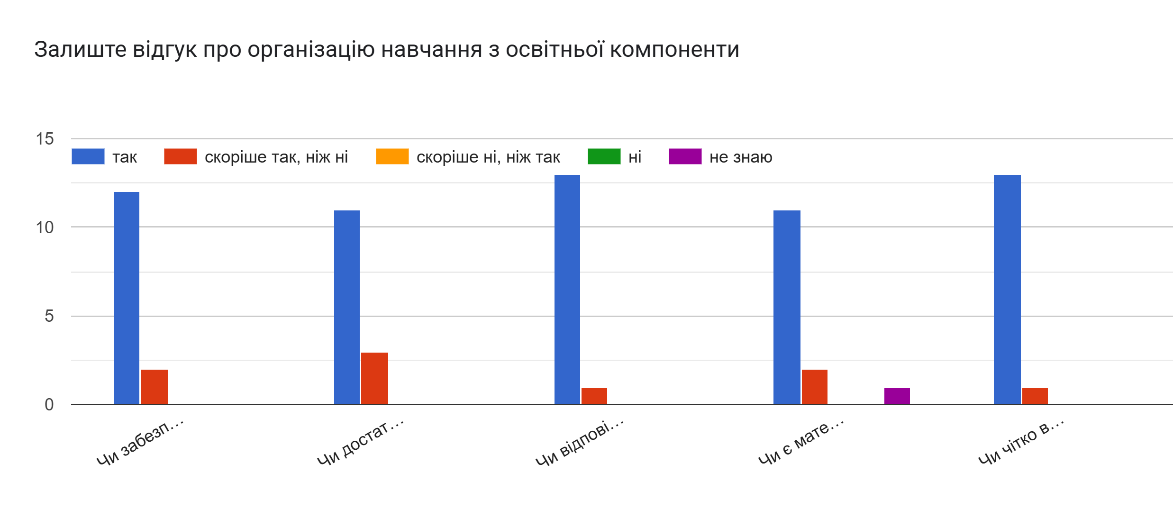 Залиште відгук про організацію навчання з освітньої компоненти
15
так скоріше так, ніж ні скоріше ні, ніж так ні не знаю
10
5
0
Чи забезп... Чи достат... Чи відпові... Чи є мате... Чи чітко в...